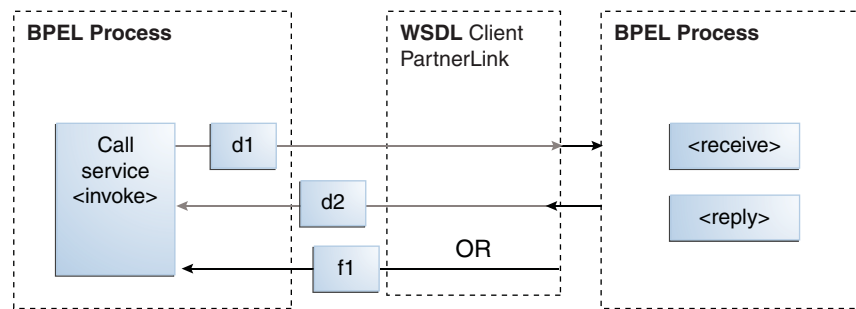 BPEL Process
WSDL Client
PartnerLink
BPEL Process
Call
service
<invoke>
d1
<receive>
d2
<reply>
OR
f1